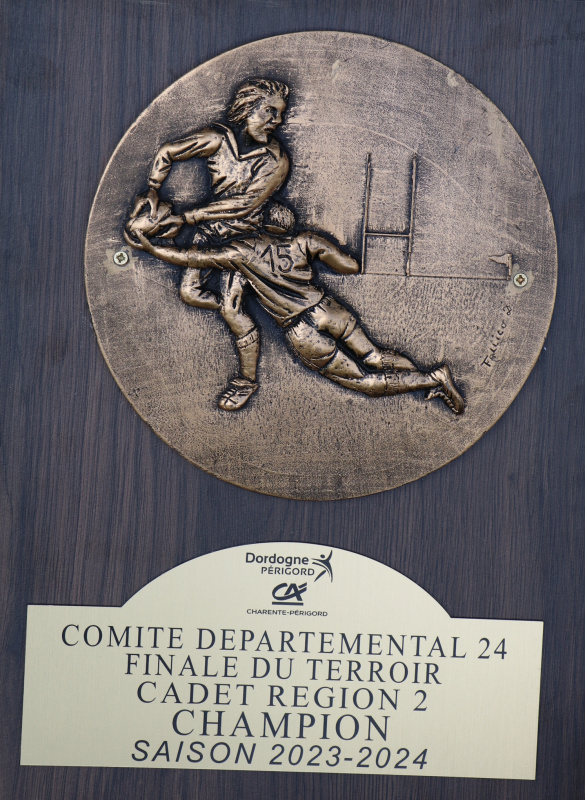 15
Dordogne
PÉRIGORD
CA
CHARENTE-PÉRIGORD
COMITE DEPARTEMENTAL 24
FINALE DU TERROIR
CADET REGION 2
CHAMPION
SAISON 2023-2024